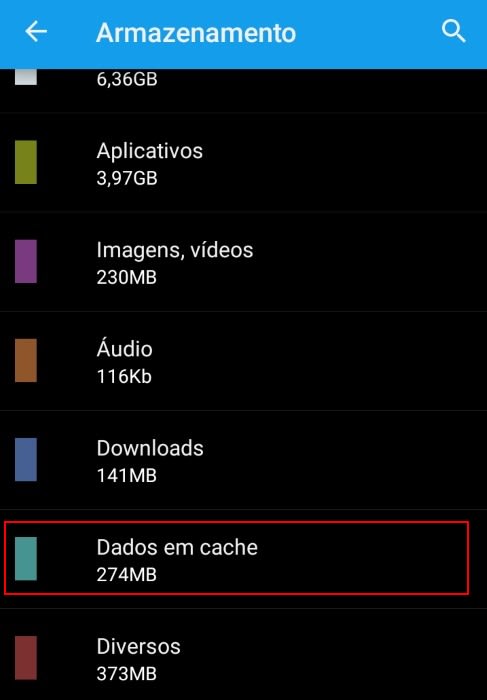 Armazenamento
6,36GB
Aplicativos
3,97GB
Imagens, vídeos
230MB
Áudio
116Kb
Downloads
141MB
Dados em cache
274MB
Diversos
373MB